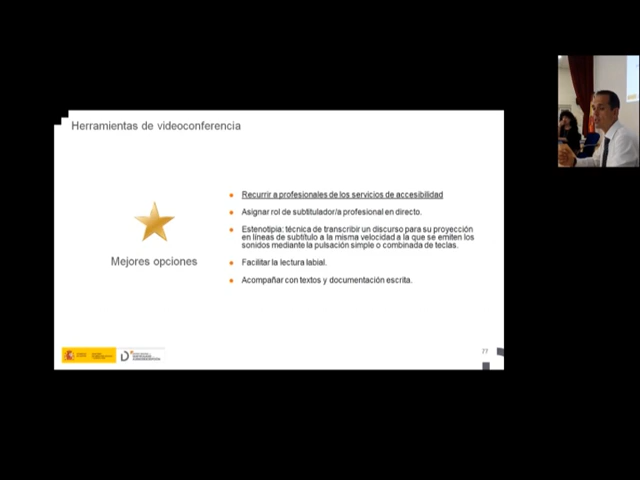 Herramientas de videoconferencia
Mejores opciones
Recurrir a profesionales de los servicios de accesibilidad
Asignar rol de subtitulador/a profesional en directo.
Estenotipia: técnica de transcribir un discurso para su proyección
en líneas de subtítulo a la misma velocidad a la que se emiten los
sonidos mediante la pulsación simple o combinada de teclas.
Facilitar la lectura labial.
Acompañar con textos y documentación escrita.
77